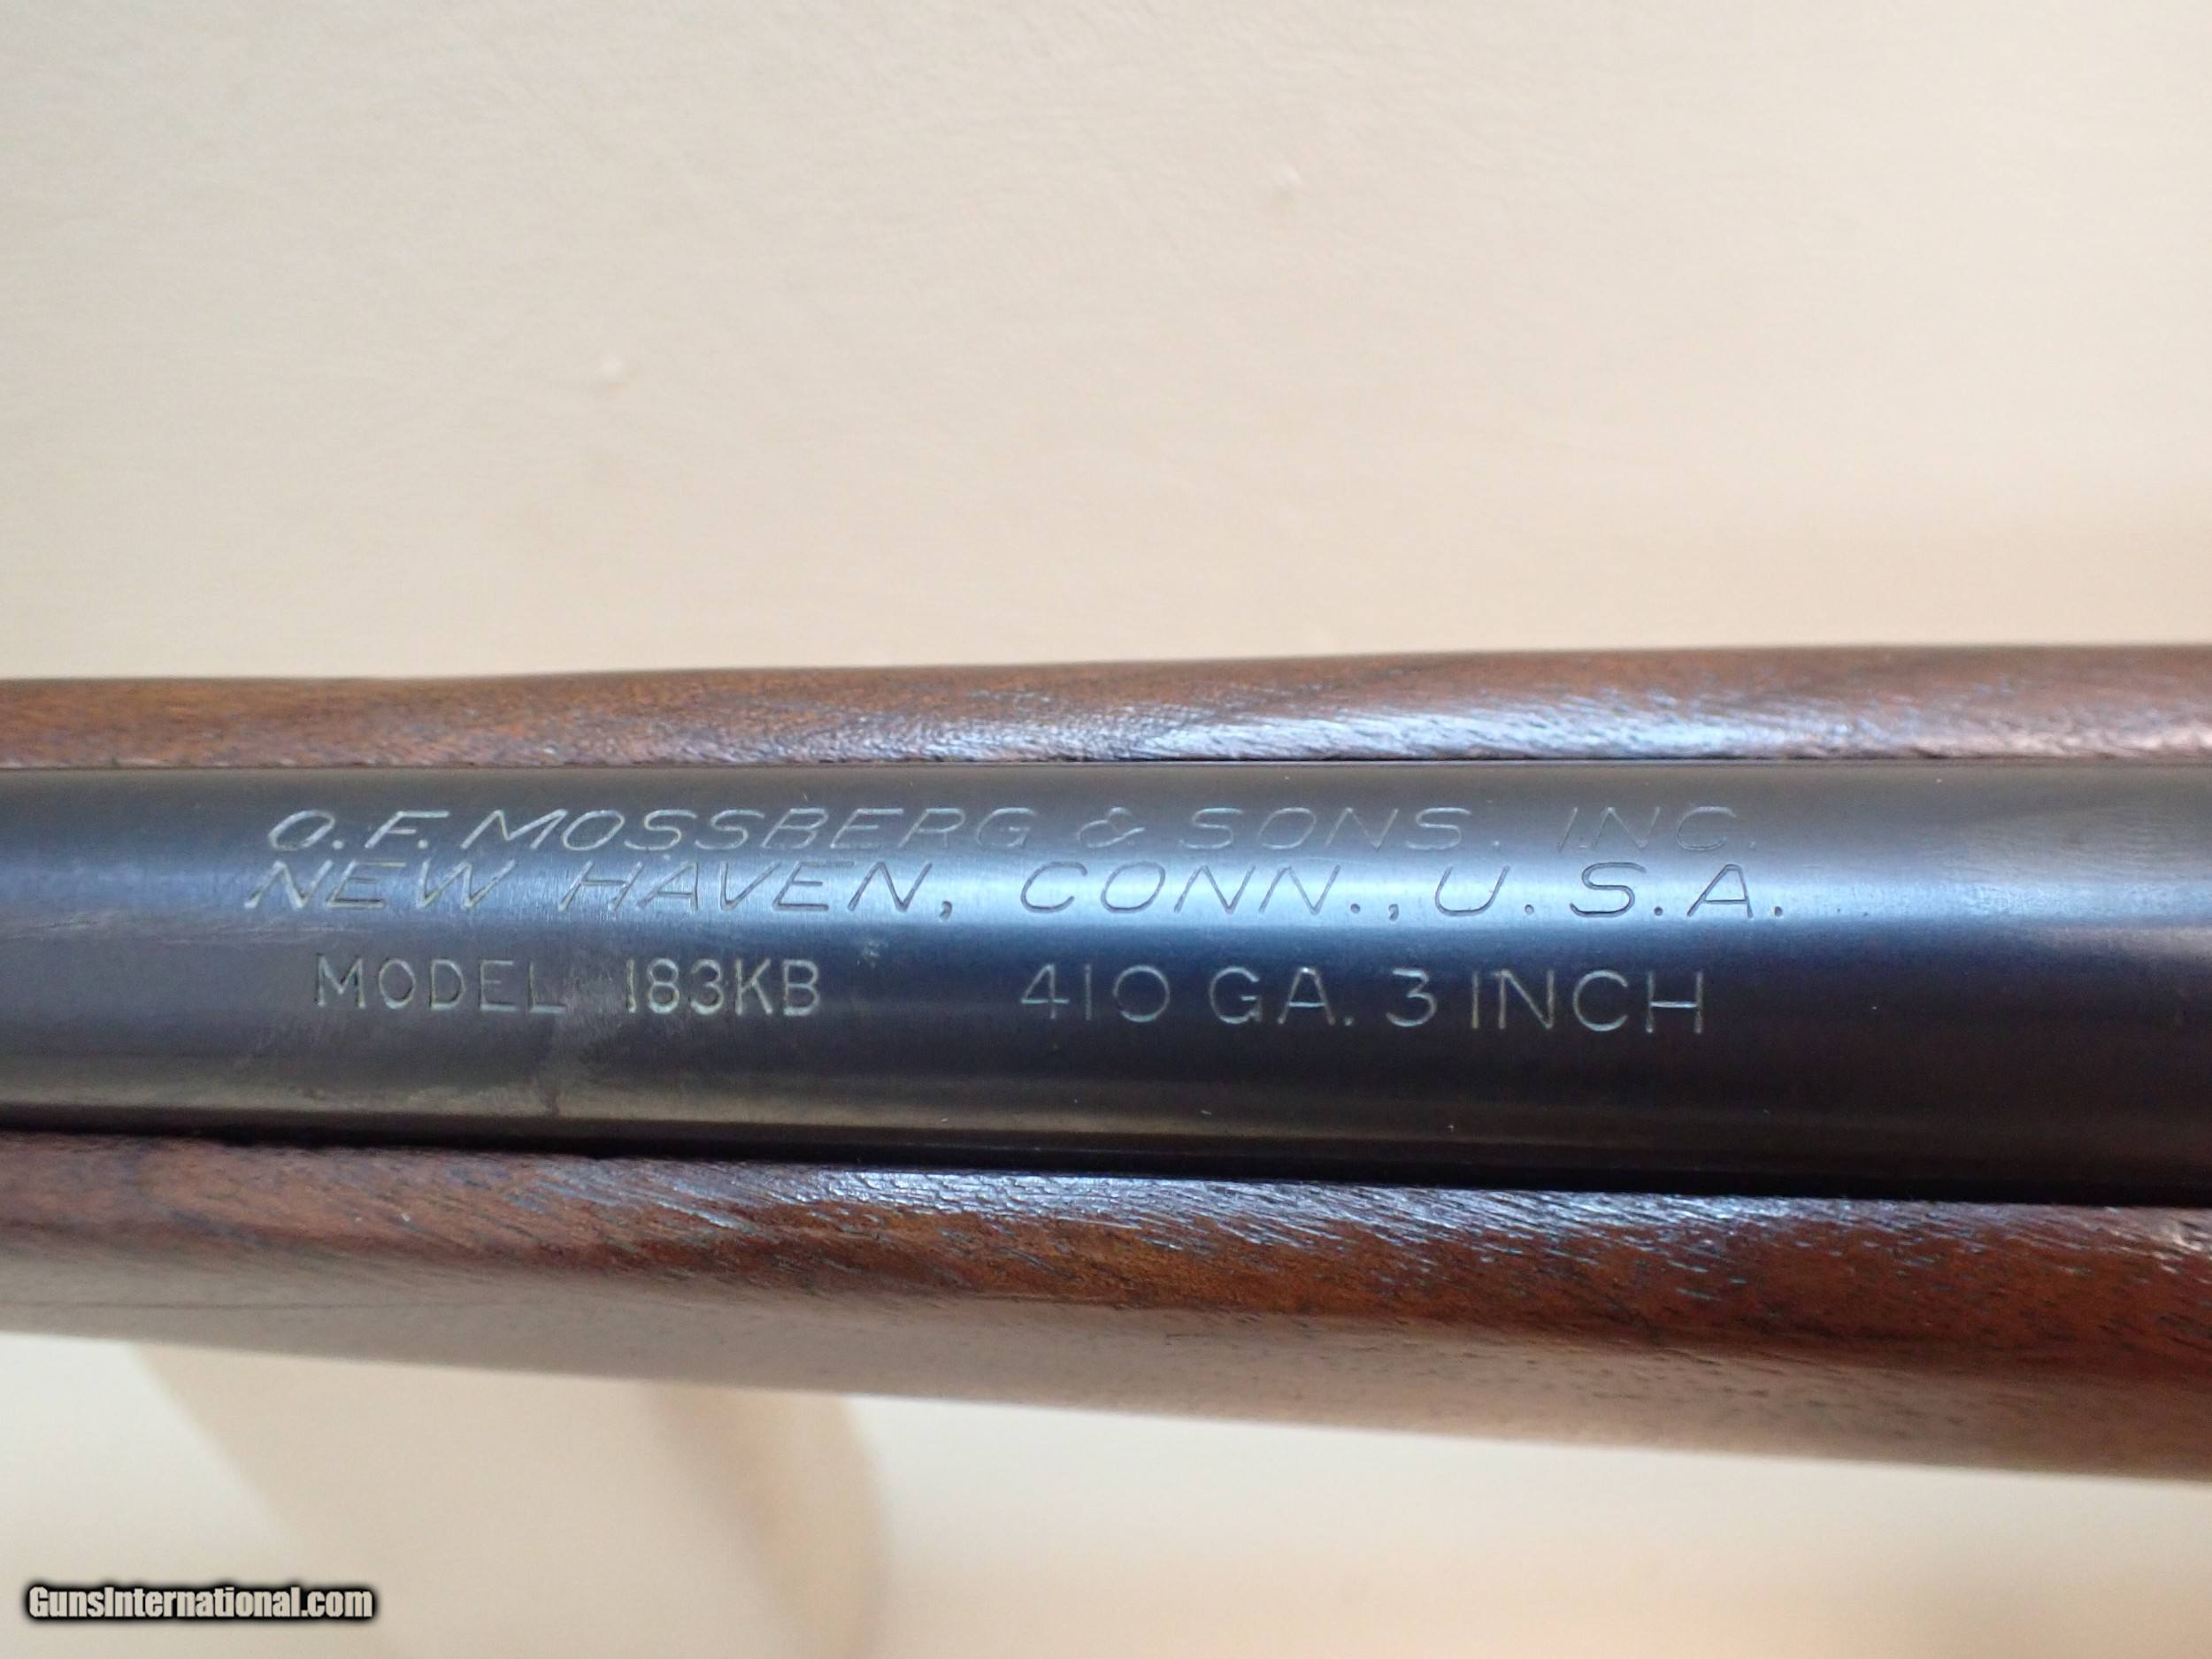 O.F. MOSSBERG & SONS. INC.
NEW HAVEN, CONN., U.S.A.
MODEL 183KB 410 GA. 3 INCH
GunsInternational.com